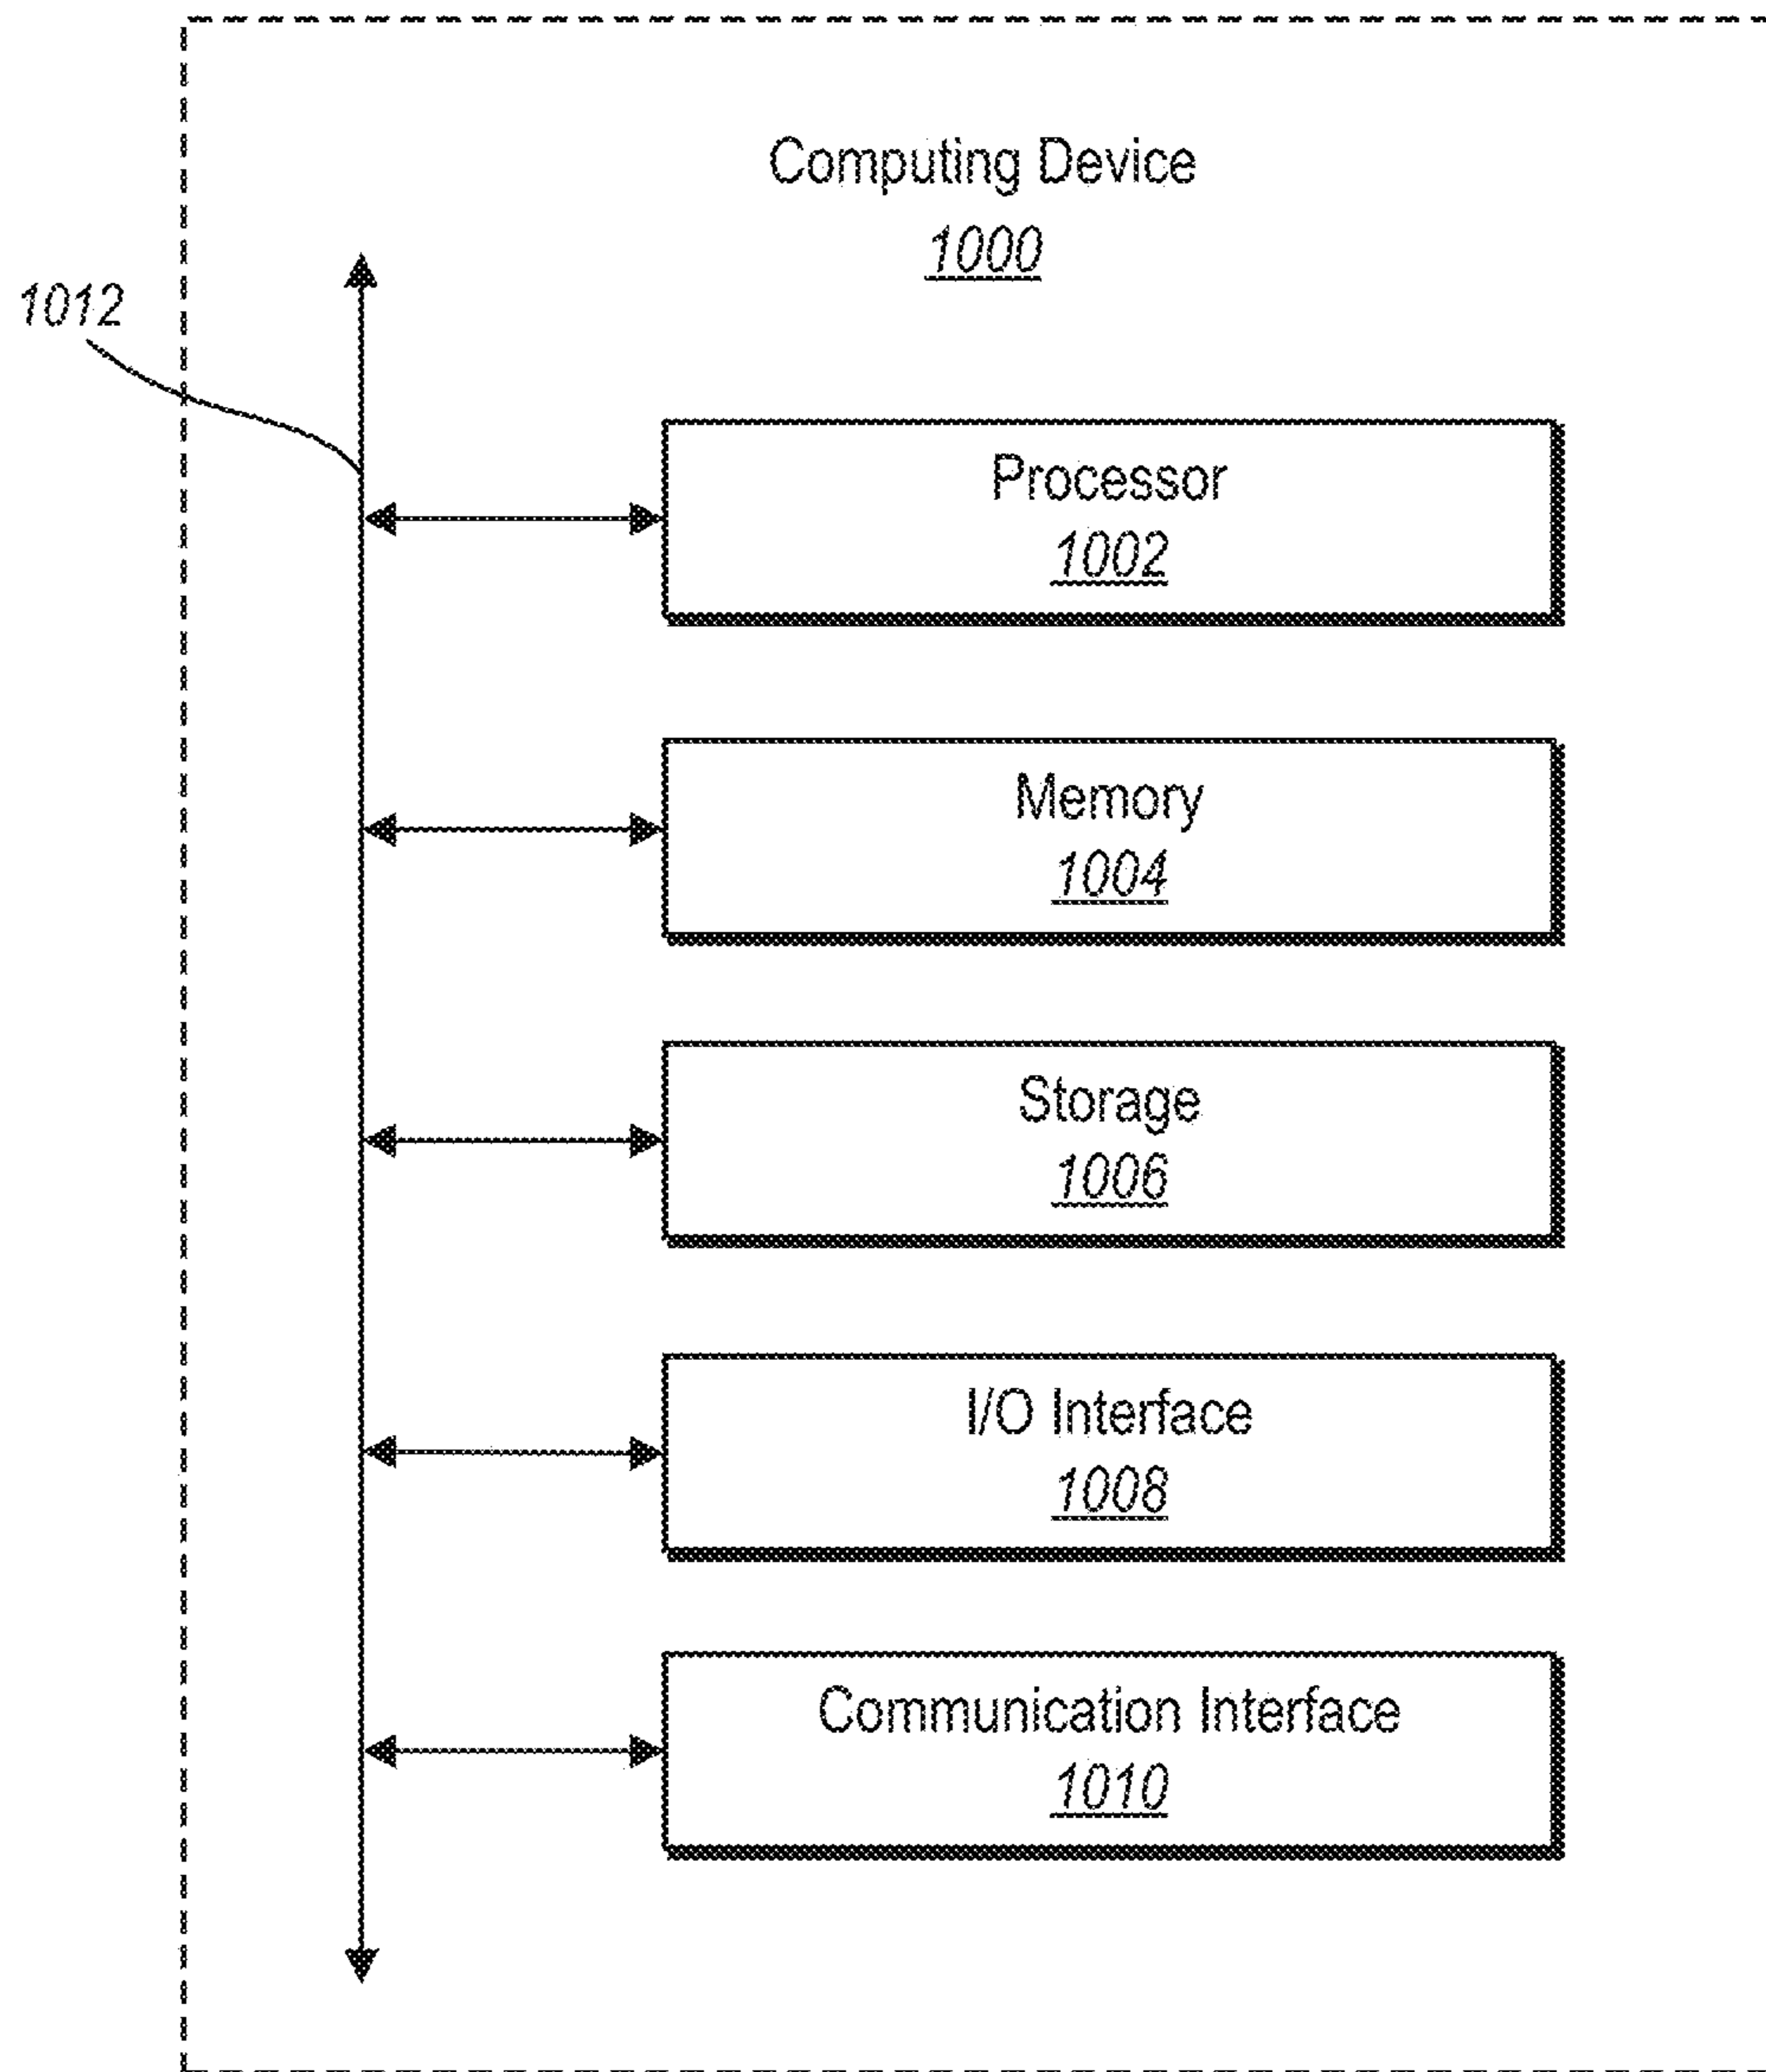 Computing Device
1000
1012
Processor
1002
Memory
1004
Storage
1006
I/O Interface
1008
Communication Interface
1010